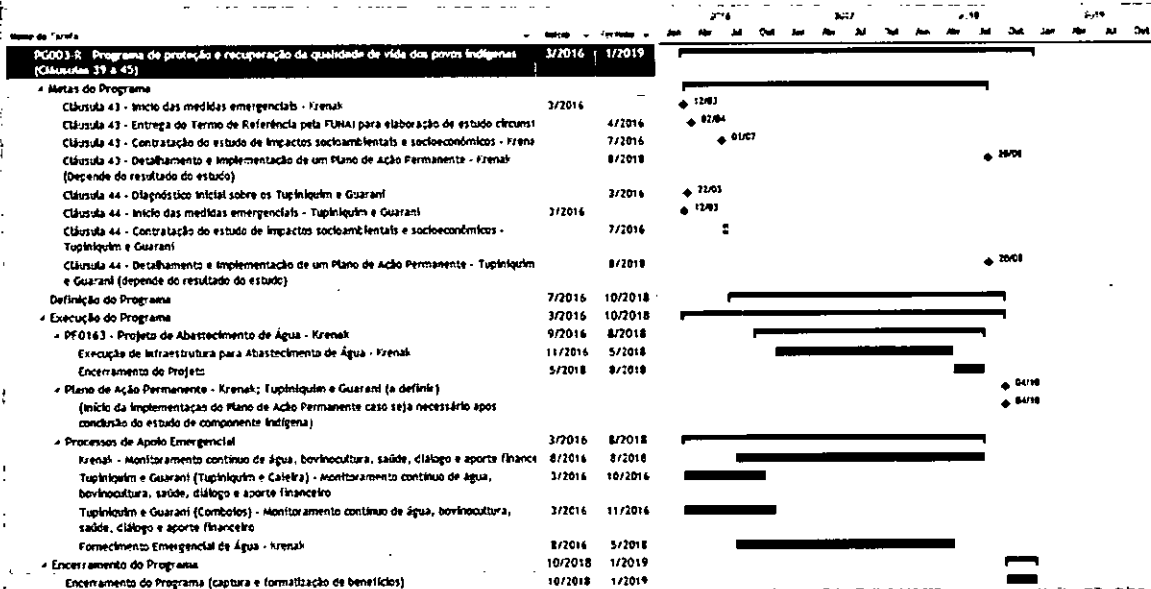 2016 2017 2018 2019
Nome da Tarefa Início Término Jan Abr Jul Out Jan Abr Jul Out Jan Abr Jul Out Jan Abr Jul Out
PG003-R Programa de proteção e recuperação da qualidade de vida dos povos indígenas 3/2016 1/2019
(Cláusulas 39 a 45)
Metas do Programa
Cláusula 43 - Início das medidas emergenciais - Krenak 3/2016 12/03
Cláusula 43 - Entrega do Termo de Referência pela FUNAI para elaboração de estudo circunst 4/2016 02/04
Cláusula 43 - Contratação do estudo de impactos socioambientais e socioeconômicos - Krena 7/2016 01/07
Cláusula 43 - Detalhamento e Implementação de um Plano de Ação Permanente - Krenak 8/2018
(Depende do resultado do estudo)
Cláusula 44 - Diagnóstico inicial sobre os Tupiniquim e Guarani 3/2016 22/03
Cláusula 44 - Início das medidas emergenciais - Tupiniquim e Guarani 3/2016 12/03
Cláusula 44 - Contratação do estudo de impactos socioambientais e socioeconômicos - 7/2016
Tupiniquim e Guarani
Cláusula 44 - Detalhamento e Implementação de um Plano de Ação Permanente - Tupiniquim 8/2018
e Guarani (depende do resultado do estudo)
Definição do Programa 7/2016 10/2018
Execução do Programa 3/2016 10/2018
PE0163 - Projeto de Abastecimento de Água - Krenak 9/2016 8/2018
Execução de Infraestrutura para Abastecimento de Água - Krenak 11/2016 5/2018
Encerramento do Projeto 5/2018 8/2018
Plano de Ação Permanente - Krenak; Tupiniquim e Guarani (a definir) 04/10
(Início da implementação do Plano de Ação Permanente caso seja necessário apos 04/10
conclusão do estudo de componente indígena)
Processos de Apoio Emergencial 3/2016 8/2018
Krenak - Monitoramento contínuo de água, bovinocultura, saúde, diálogo e aporte finance 8/2016 8/2018
Tupiniquim e Guarani (Tupiniquim e Caieira) - Monitoramento contínuo de água, 3/2016 10/2016
bovinocultura, saúde, diálogo e aporte financeiro
Tupiniquim e Guarani (Comboios) - Monitoramento contínuo de água, bovinocultura, 3/2016 11/2016
saúde, diálogo e aporte financeiro
Fornecimento Emergencial de Água - Krenak 8/2016 5/2018
Encerramento do Programa 10/2018 1/2019
Encerramento do Programa (captura e formatização de benefícios) 10/2018 1/2019